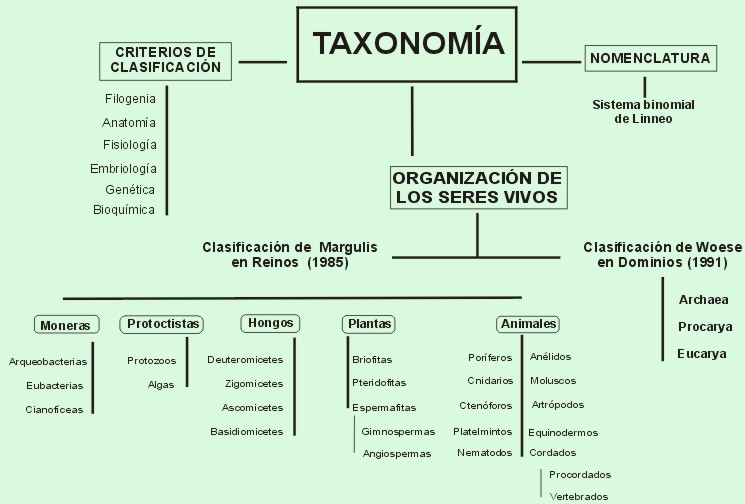 TAXONOMÍA
CRITERIOS DE
CLASIFICACIÓN
Filogenia
Anatomía
Fisiología
Embriología
Genética
Bioquímica
NOMENCLATURA
Sistema binomial
de Linneo
ORGANIZACIÓN DE
LOS SERES VIVOS
Clasificación de Margulis
en Reinos (1985)
Clasificación de Woese
en Dominios (1991)
Archaea
Procarya
Eucarya
Moneras
Arqueobacterias
Eubacterias
Cianofíceas
Protoctistas
Protozoos
Algas
Hongos
Deuteromicetes
Zigomicetes
Ascomicetes
Basidiomicetes
Plantas
Briofitas
Pteridofitas
Espermafitas
Gimnospermas
Angiospermas
Animales
Poríferos
Cnidarios
Ctenóforos
Platelmintos
Nematodos
Anélidos
Moluscos
Artrópodos
Equinodermos
Cordados
Procordados
Vertebrados